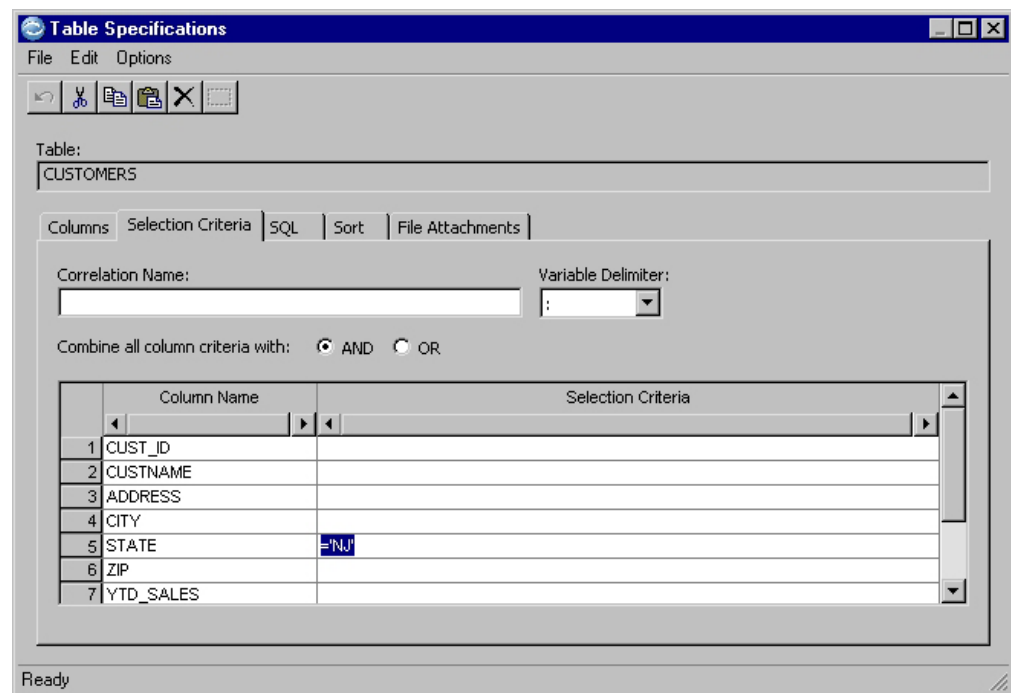 Table Specifications
File Edit Options
Table:
CUSTOMERS
Columns Selection Criteria SQL Sort File Attachments
Correlation Name: Variable Delimiter:
:
Combine all column criteria with: AND OR
Column Name Selection Criteria
1 CUST_ID
2 CUSTNAME
3 ADDRESS
4 CITY
5 STATE ='NJ'
6 ZIP
7 YTD_SALES
Ready